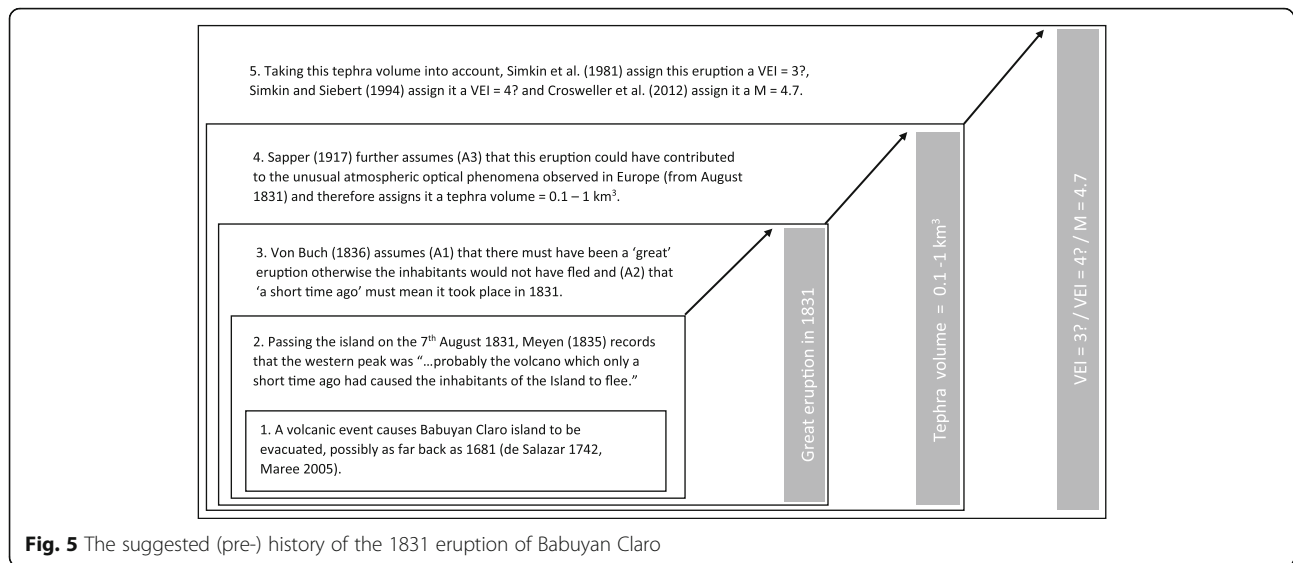 5. Taking this tephra volume into account, Simkin et al. (1981) assign this eruption a VEI = 3?,
Simkin and Siebert (1994) assign it a VEI = 4? and Crosweller et al. (2012) assign it a M = 4.7.
4. Sapper (1917) further assumes (A3) that this eruption could have contributed
to the unusual atmospheric optical phenomena observed in Europe (from August
1831) and therefore assigns it a tephra volume = 0.1 – 1 km³.
3. Von Buch (1836) assumes (A1) that there must have been a ‘great’
eruption otherwise the inhabitants would not have fled and (A2) that
‘a short time ago’ must mean it took place in 1831.
2. Passing the island on the 7th August 1831, Meyen (1835) records
that the western peak was “…probably the volcano which only a
short time ago had caused the inhabitants of the Island to flee.”
1. A volcanic event causes Babuyan Claro island to be
evacuated, possibly as far back as 1681 (de Salazar 1742,
Maree 2005).
Great eruption in 1831
Tephra volume = 0.1 -1 km³
VEI = 3? / VEI = 4? / M = 4.7
Fig. 5 The suggested (pre-) history of the 1831 eruption of Babuyan Claro